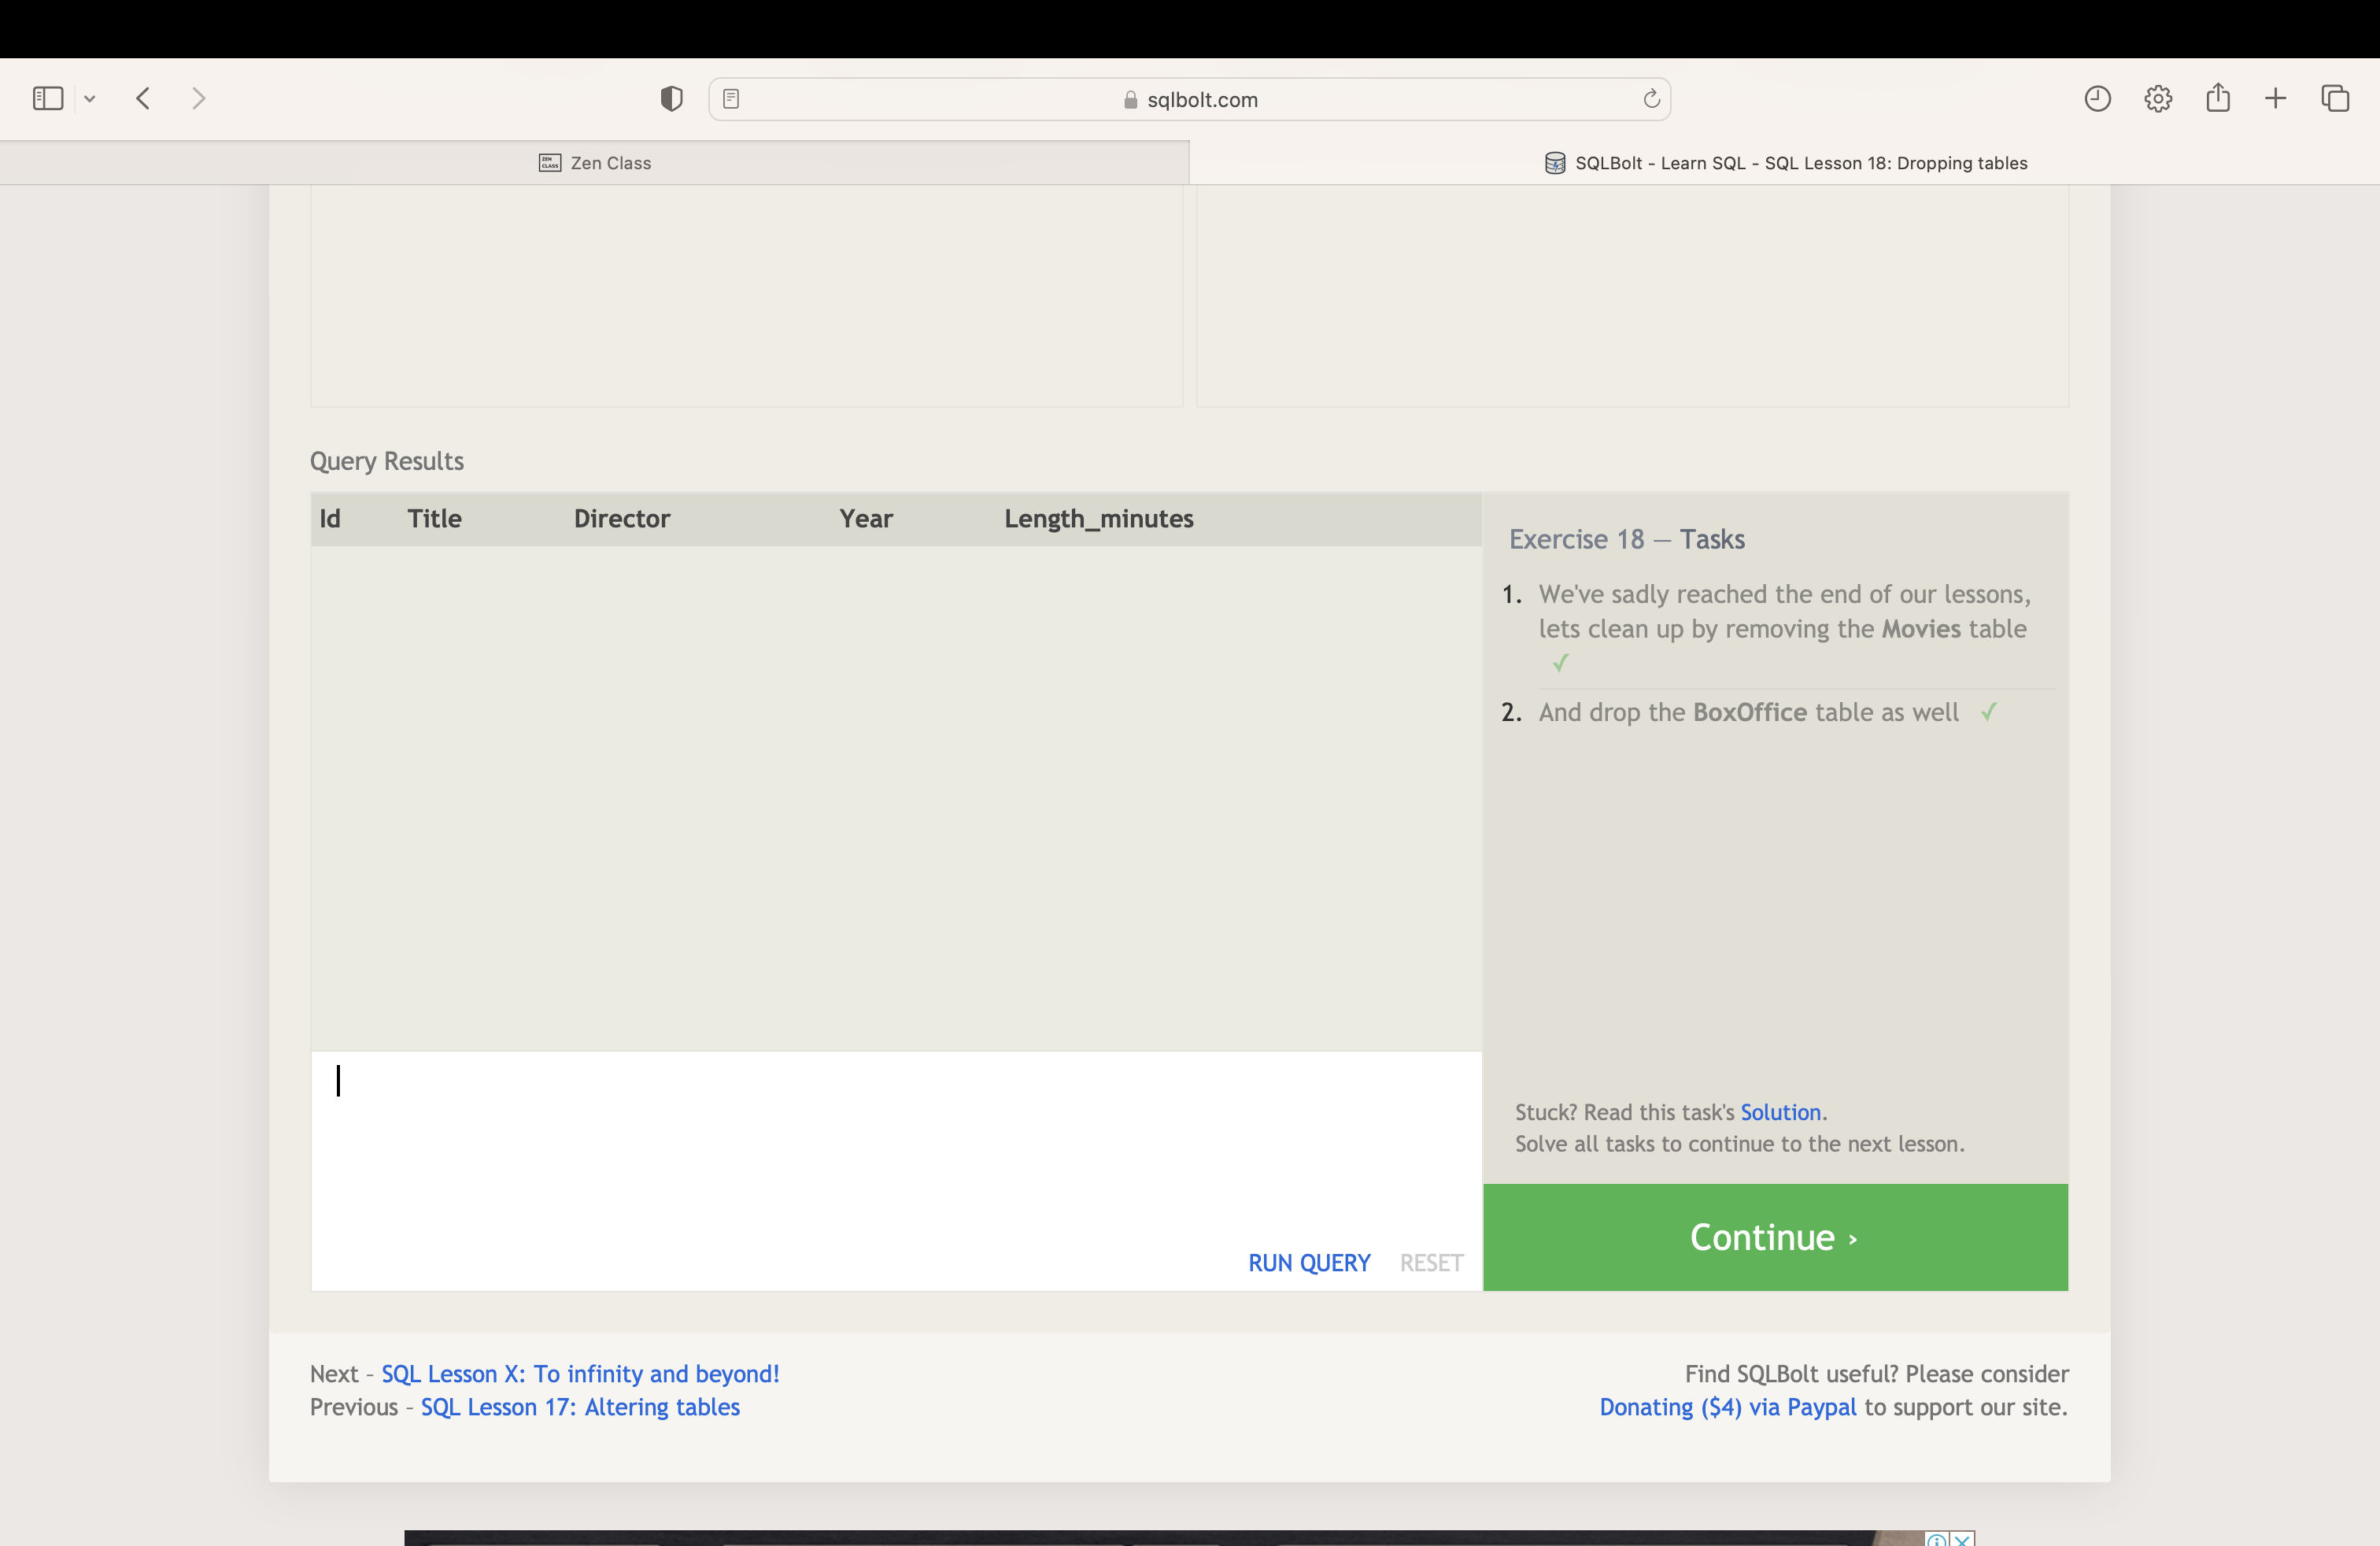 sqlbolt.com
ZEN CLASS Zen Class
SQLBolt - Learn SQL - SQL Lesson 18: Dropping tables
Query Results
Id Title Director Year Length_minutes
Exercise 18 — Tasks
1. We've sadly reached the end of our lessons,
lets clean up by removing the Movies table
✓
2. And drop the BoxOffice table as well ✓
Stuck? Read this task's Solution.
Solve all tasks to continue to the next lesson.
RUN QUERY RESET
Continue ›
Next – SQL Lesson X: To infinity and beyond!
Previous – SQL Lesson 17: Altering tables
Find SQLBolt useful? Please consider
Donating ($4) via Paypal to support our site.